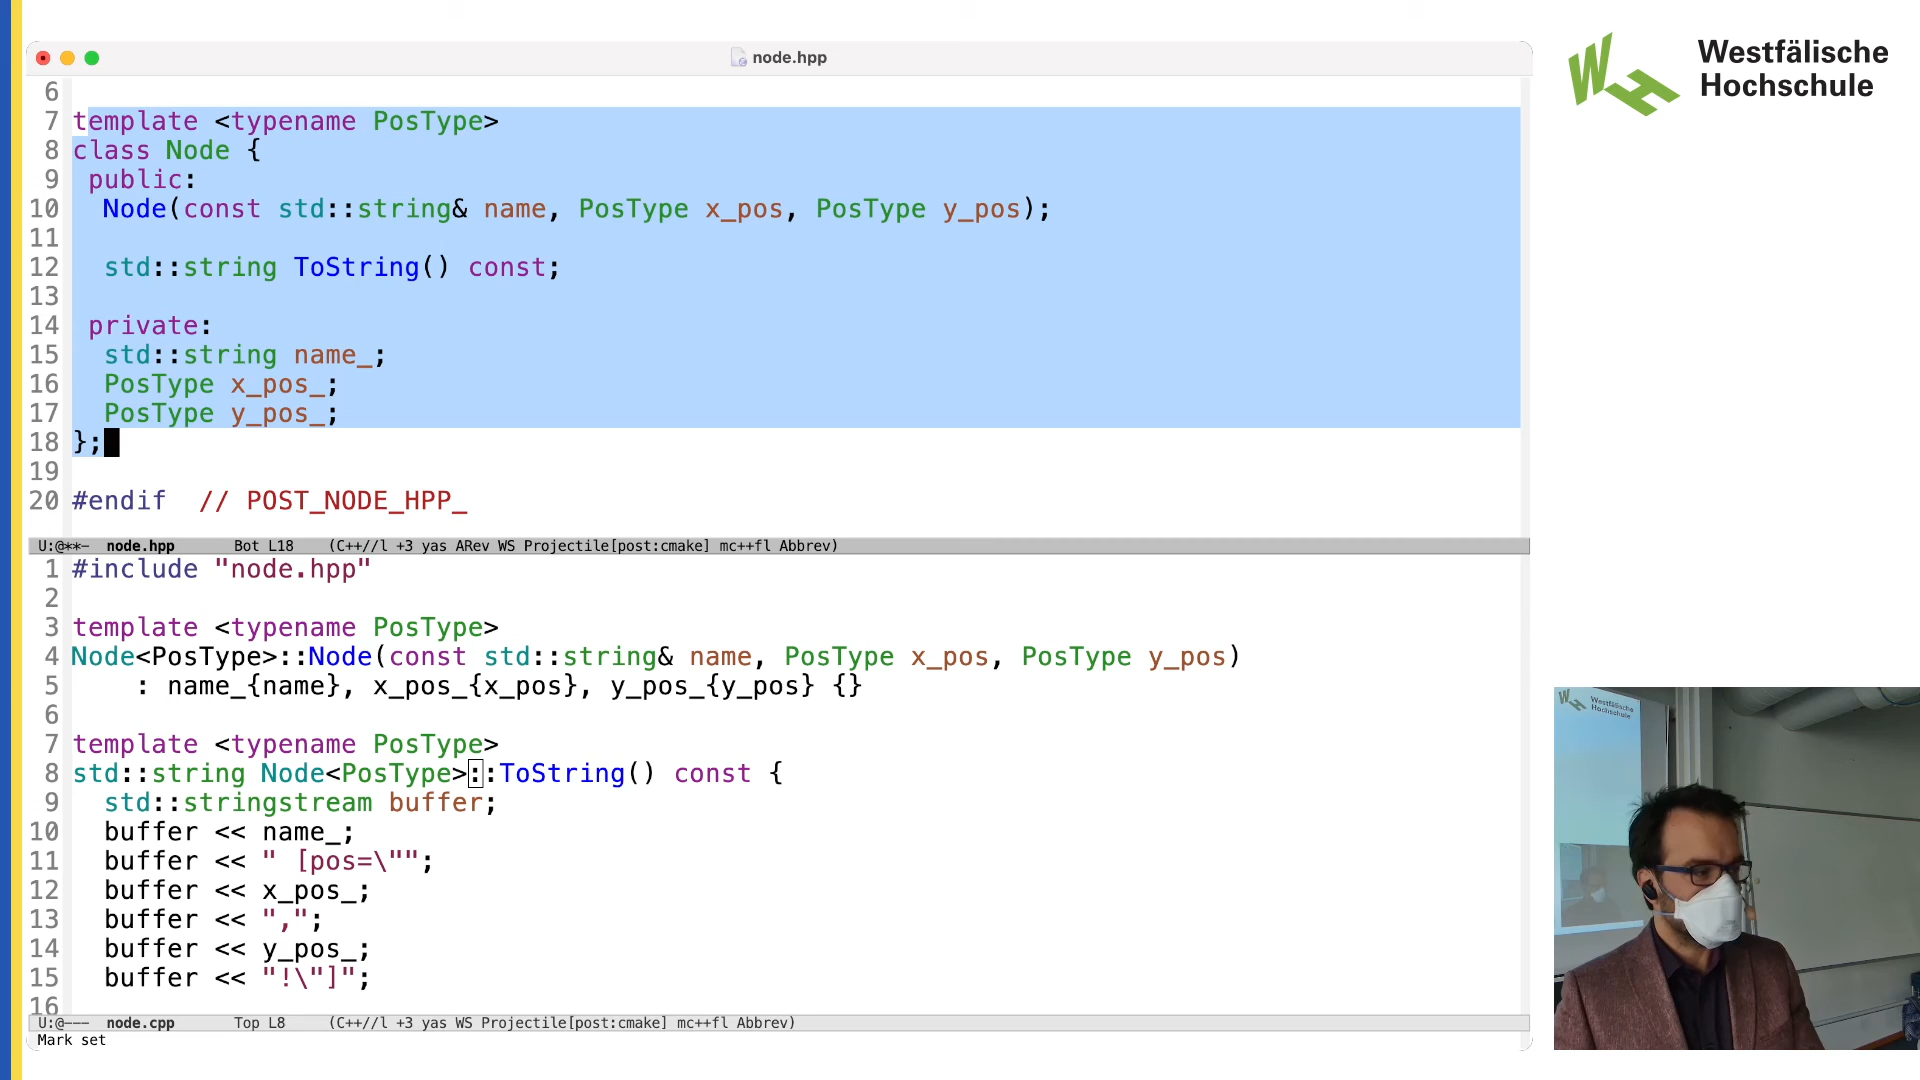 node.hpp
Westfälische
Hochschule
6
7 template <typename PosType>
8 class Node {
9  public:
10   Node(const std::string& name, PosType x_pos, PosType y_pos);
11
12   std::string ToString() const;
13
14  private:
15   std::string name_;
16   PosType x_pos_;
17   PosType y_pos_;
18 };
19
20 #endif  // POST_NODE_HPP_
U:@**-  node.hpp       Bot L18    (C++//l +3 yas ARev WS Projectile[post:cmake] mc++fl Abbrev)
1 #include "node.hpp"
2
3 template <typename PosType>
4 Node<PosType>::Node(const std::string& name, PosType x_pos, PosType y_pos)
5     : name_{name}, x_pos_{x_pos}, y_pos_{y_pos} {}
6
7 template <typename PosType>
8 std::string Node<PosType>::ToString() const {
9   std::stringstream buffer;
10   buffer << name_;
11   buffer << " [pos=\"";
12   buffer << x_pos_;
13   buffer << ",";
14   buffer << y_pos_;
15   buffer << "!\"]";
16
U:@---  node.cpp       Top L8     (C++//l +3 yas WS Projectile[post:cmake] mc++fl Abbrev)
Mark set
Westfälische
Hochschule